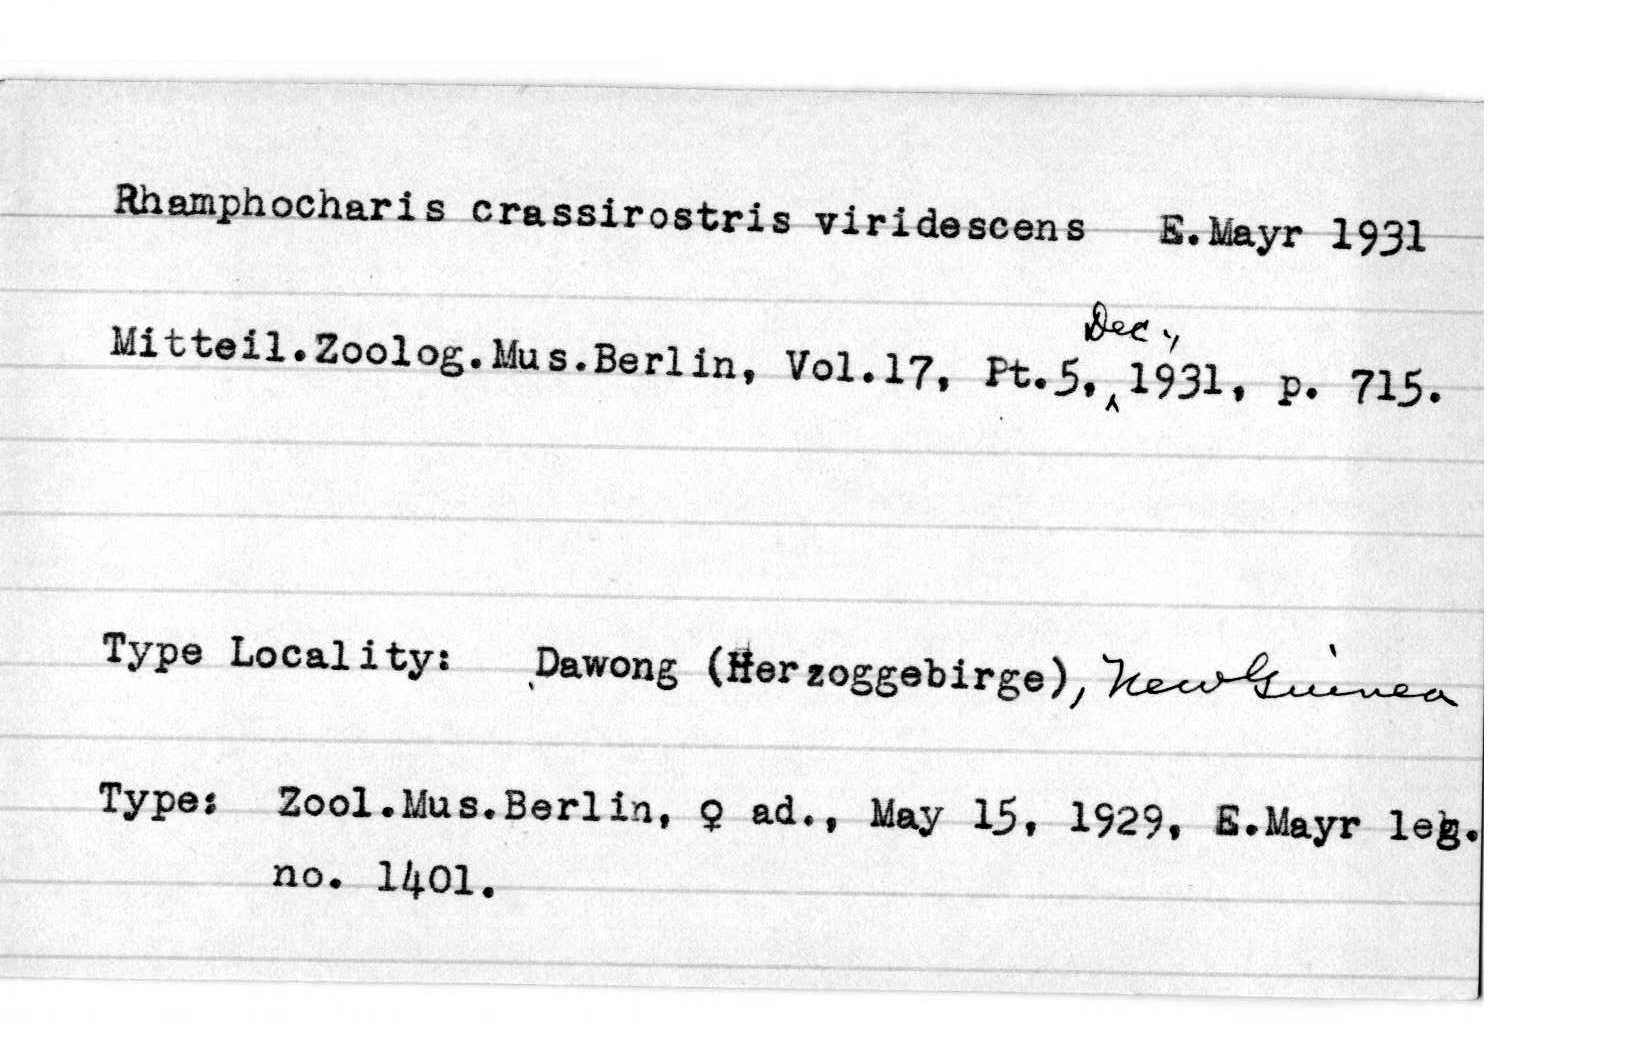 Rhamphocharis crassirostris viridescens E.Mayr 1931
Mitteil.Zoolog.Mus.Berlin, Vol.17, Pt.5, Dec., 1931, p. 715.
Type Locality: Dawong (Herzoggebirge), New Guinea
Type: Zool.Mus.Berlin, ♀ ad., May 15, 1929, E.Mayr leg.
no. 1401.